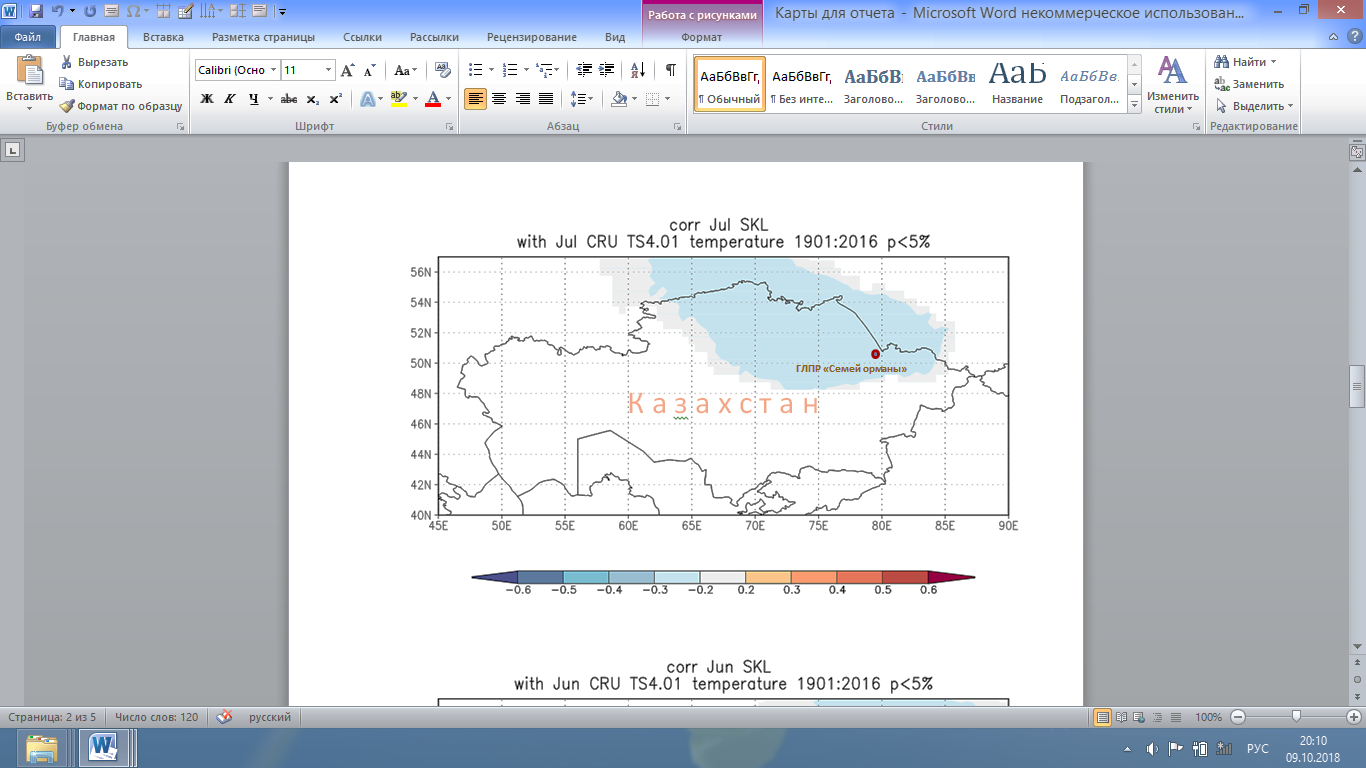 Работа с рисунками
Карты для отчета - Microsoft Word некоммерческое использован...
Файл
Главная
Вставка
Разметка страницы
Ссылки
Рассылки
Рецензирование
Вид
Формат
Вставить
Вырезать
Копировать
Формат по образцу
Буфер обмена
Calibri (Осно
11
Ж К Ч abc x₂ x²
Шрифт
Абзац
АаБбВвГг,
¶ Обычный
АаБбВвГг,
¶ Без инте...
АаБбВ
Заголово...
АаБбВв
Заголово...
АаБ
Название
АаБбВв.
Подзагол...
Изменить
стили
Стили
Найти
Заменить
Выделить
Редактирование
corr Jul SKL
with Jul CRU TS4.01 temperature 1901:2016 p<5%
56N
54N
52N
50N
48N
46N
44N
42N
40N
ГЛПР «Семей орманы»
Казахстан
45E 50E 55E 60E 65E 70E 75E 80E 85E 90E
−0.6 −0.5 −0.4 −0.3 −0.2 0.2 0.3 0.4 0.5 0.6
corr Jun SKL
with Jun CRU TS4.01 temperature 1901:2016 p<5%
Страница: 2 из 5
Число слов: 120
русский
100%
РУС
20:10
09.10.2018